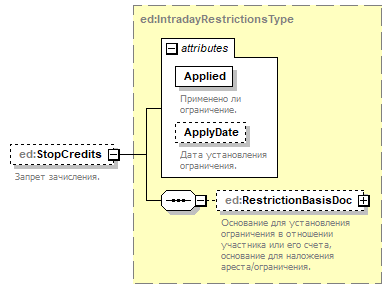 ed:IntradayRestrictionsType
attributes
Applied
Применено ли
ограничение.
ApplyDate
Дата установления
ограничения.
ed:StopCredits
Запрет зачисления.
ed:RestrictionBasisDoc
Основание для установления
ограничения в отношении
участника или его счета,
основание для наложения
ареста/ограничения.